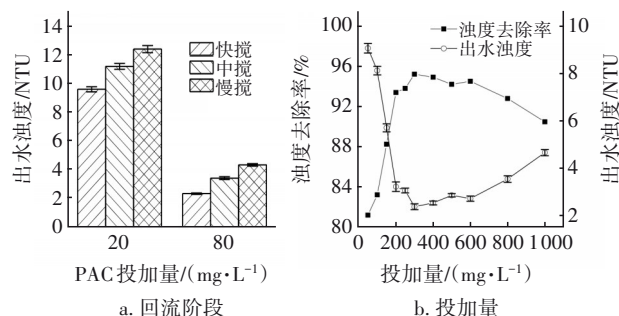 14
12
10
8
6
4
2
0
出水浊度/NTU
快搅
中搅
慢搅
20
80
PAC投加量/(mg·L⁻¹)
a. 回流阶段
100
96
92
88
84
80
浊度去除率/%
浊度去除率
出水浊度
10
8
6
4
2
出水浊度/NTU
0
200
400
600
800
1000
投加量/(mg·L⁻¹)
b. 投加量